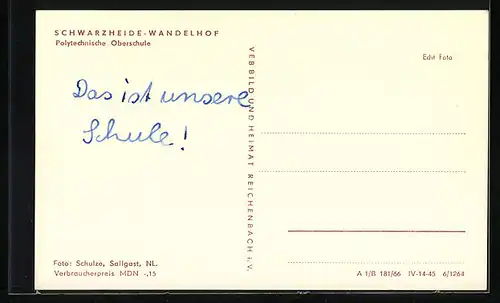 SCHWARZHEIDE-WANDELHOF
Polytechnische Oberschule
Echt Foto
Das ist unsere
Schule!
VEB BILD UND HEIMAT REICHENBACH i. V.
Foto: Schulze, Sallgast, NL.
Verbraucherpreis MDN -,15
A 1/B 181/66 IV-14-45 6/1264